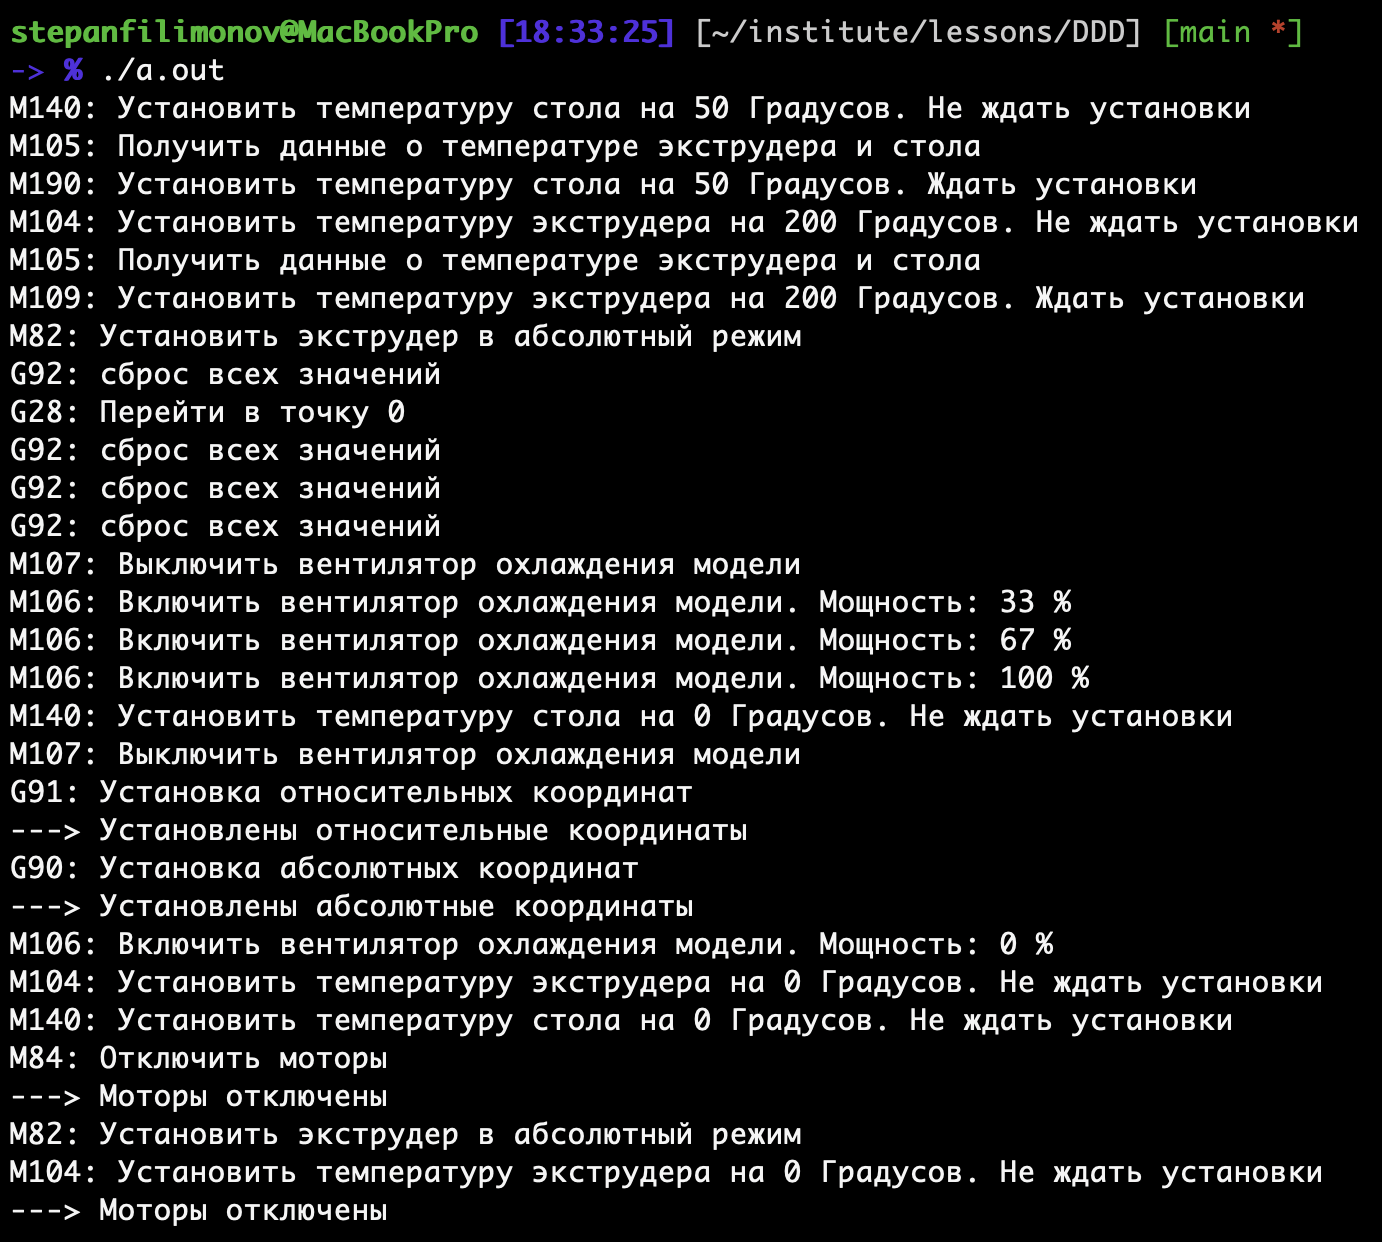 stepanfilimonov@MacBookPro [18:33:25] [~/institute/lessons/DDD] [main *]
-> % ./a.out
M140: Установить температуру стола на 50 Градусов. Не ждать установки
M105: Получить данные о температуре экструдера и стола
M190: Установить температуру стола на 50 Градусов. Ждать установки
M104: Установить температуру экструдера на 200 Градусов. Не ждать установки
M105: Получить данные о температуре экструдера и стола
M109: Установить температуру экструдера на 200 Градусов. Ждать установки
M82: Установить экструдер в абсолютный режим
G92: сброс всех значений
G28: Перейти в точку 0
G92: сброс всех значений
G92: сброс всех значений
G92: сброс всех значений
M107: Выключить вентилятор охлаждения модели
M106: Включить вентилятор охлаждения модели. Мощность: 33 %
M106: Включить вентилятор охлаждения модели. Мощность: 67 %
M106: Включить вентилятор охлаждения модели. Мощность: 100 %
M140: Установить температуру стола на 0 Градусов. Не ждать установки
M107: Выключить вентилятор охлаждения модели
G91: Установка относительных координат
---> Установлены относительные координаты
G90: Установка абсолютных координат
---> Установлены абсолютные координаты
M106: Включить вентилятор охлаждения модели. Мощность: 0 %
M104: Установить температуру экструдера на 0 Градусов. Не ждать установки
M140: Установить температуру стола на 0 Градусов. Не ждать установки
M84: Отключить моторы
---> Моторы отключены
M82: Установить экструдер в абсолютный режим
M104: Установить температуру экструдера на 0 Градусов. Не ждать установки
---> Моторы отключены